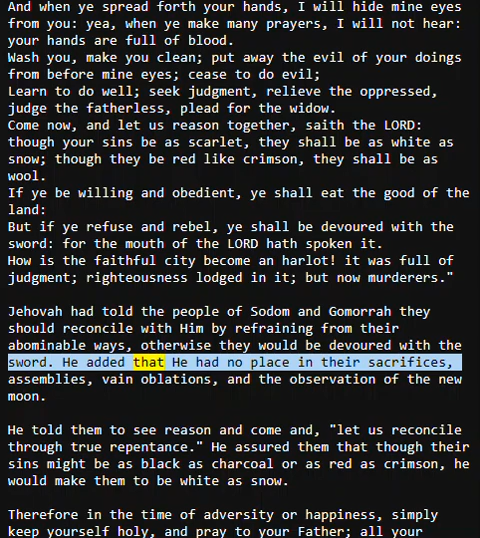 And when ye spread forth your hands, I will hide mine eyes
from you: yea, when ye make many prayers, I will not hear:
your hands are full of blood.
Wash you, make you clean; put away the evil of your doings
from before mine eyes; cease to do evil;
Learn to do well; seek judgment, relieve the oppressed,
judge the fatherless, plead for the widow.
Come now, and let us reason together, saith the LORD:
though your sins be as scarlet, they shall be as white as
snow; though they be red like crimson, they shall be as
wool.
If ye be willing and obedient, ye shall eat the good of the
land:
But if ye refuse and rebel, ye shall be devoured with the
sword: for the mouth of the LORD hath spoken it.
How is the faithful city become an harlot! it was full of
judgment; righteousness lodged in it; but now murderers."

Jehovah had told the people of Sodom and Gomorrah they
should reconcile with Him by refraining from their
abominable ways, otherwise they would be devoured with the
sword. He added that He had no place in their sacrifices,
assemblies, vain oblations, and the observation of the new
moon.

He told them to see reason and come and, "let us reconcile
through true repentance." He assured them that though their
sins might be as black as charcoal or as red as crimson, he
would make them to be white as snow.

Therefore in the time of adversity or happiness, simply
keep yourself holy, and pray to your Father; all your